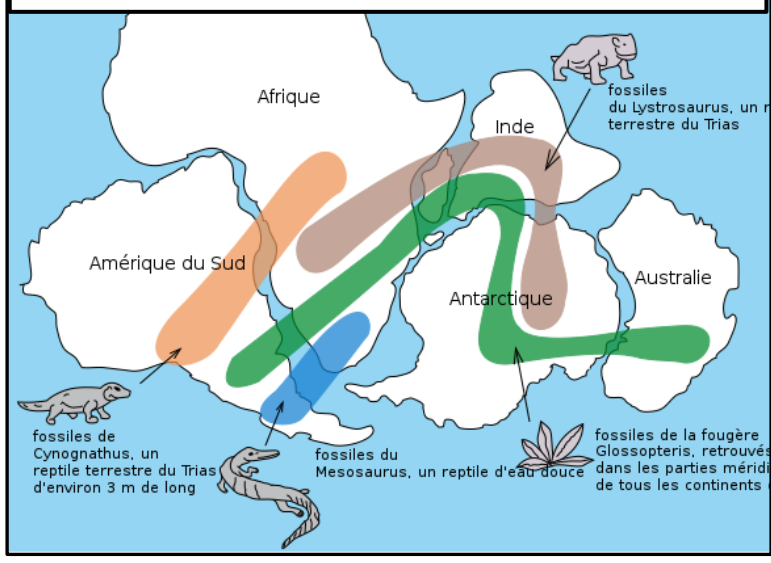 Afrique
Inde
fossiles
du Lystrosaurus, un
terrestre du Trias
Amérique du Sud
Antarctique
Australie
fossiles de
Cynognathus, un
reptile terrestre du Trias
d'environ 3 m de long
fossiles du
Mesosaurus, un reptile d'eau douce
fossiles de la fougère
Glossopteris, retrouvés
dans les parties
de tous les continents